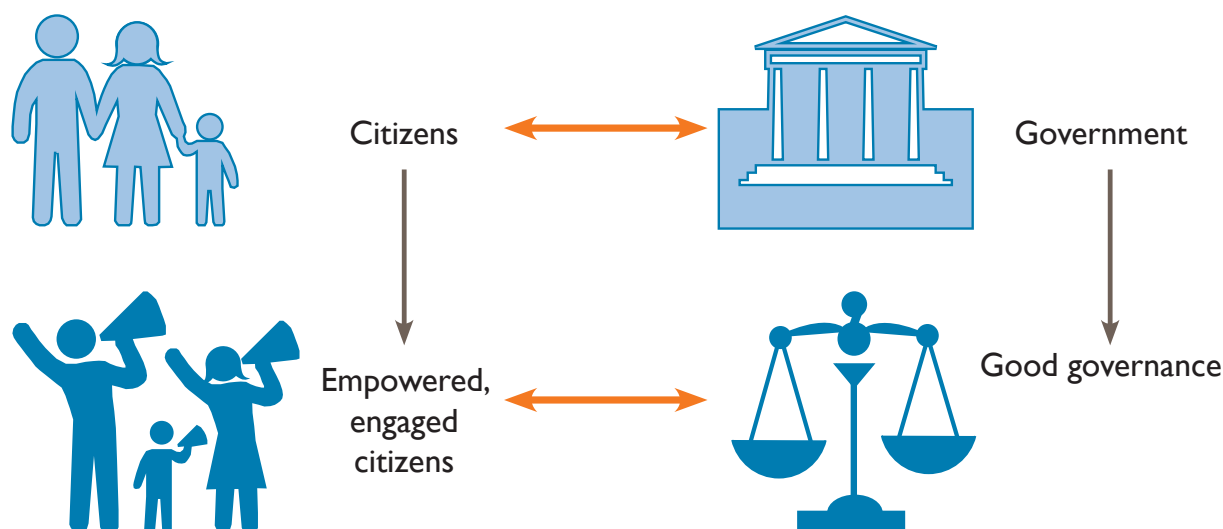 Citizens
Government
Empowered,
engaged
citizens
Good governance